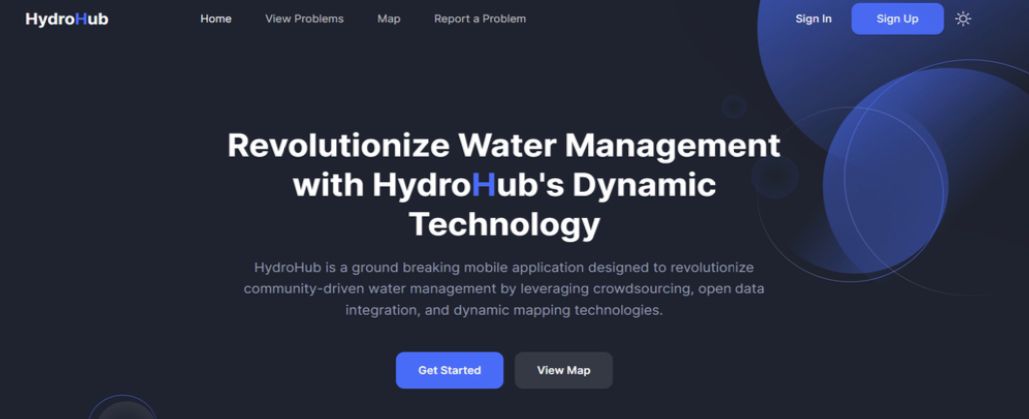 HydroHub
Home
View Problems
Map
Report a Problem
Sign In
Sign Up
Revolutionize Water Management
with HydroHub's Dynamic
Technology
HydroHub is a ground breaking mobile application designed to revolutionize
community-driven water management by leveraging crowdsourcing, open data
integration, and dynamic mapping technologies.
Get Started
View Map